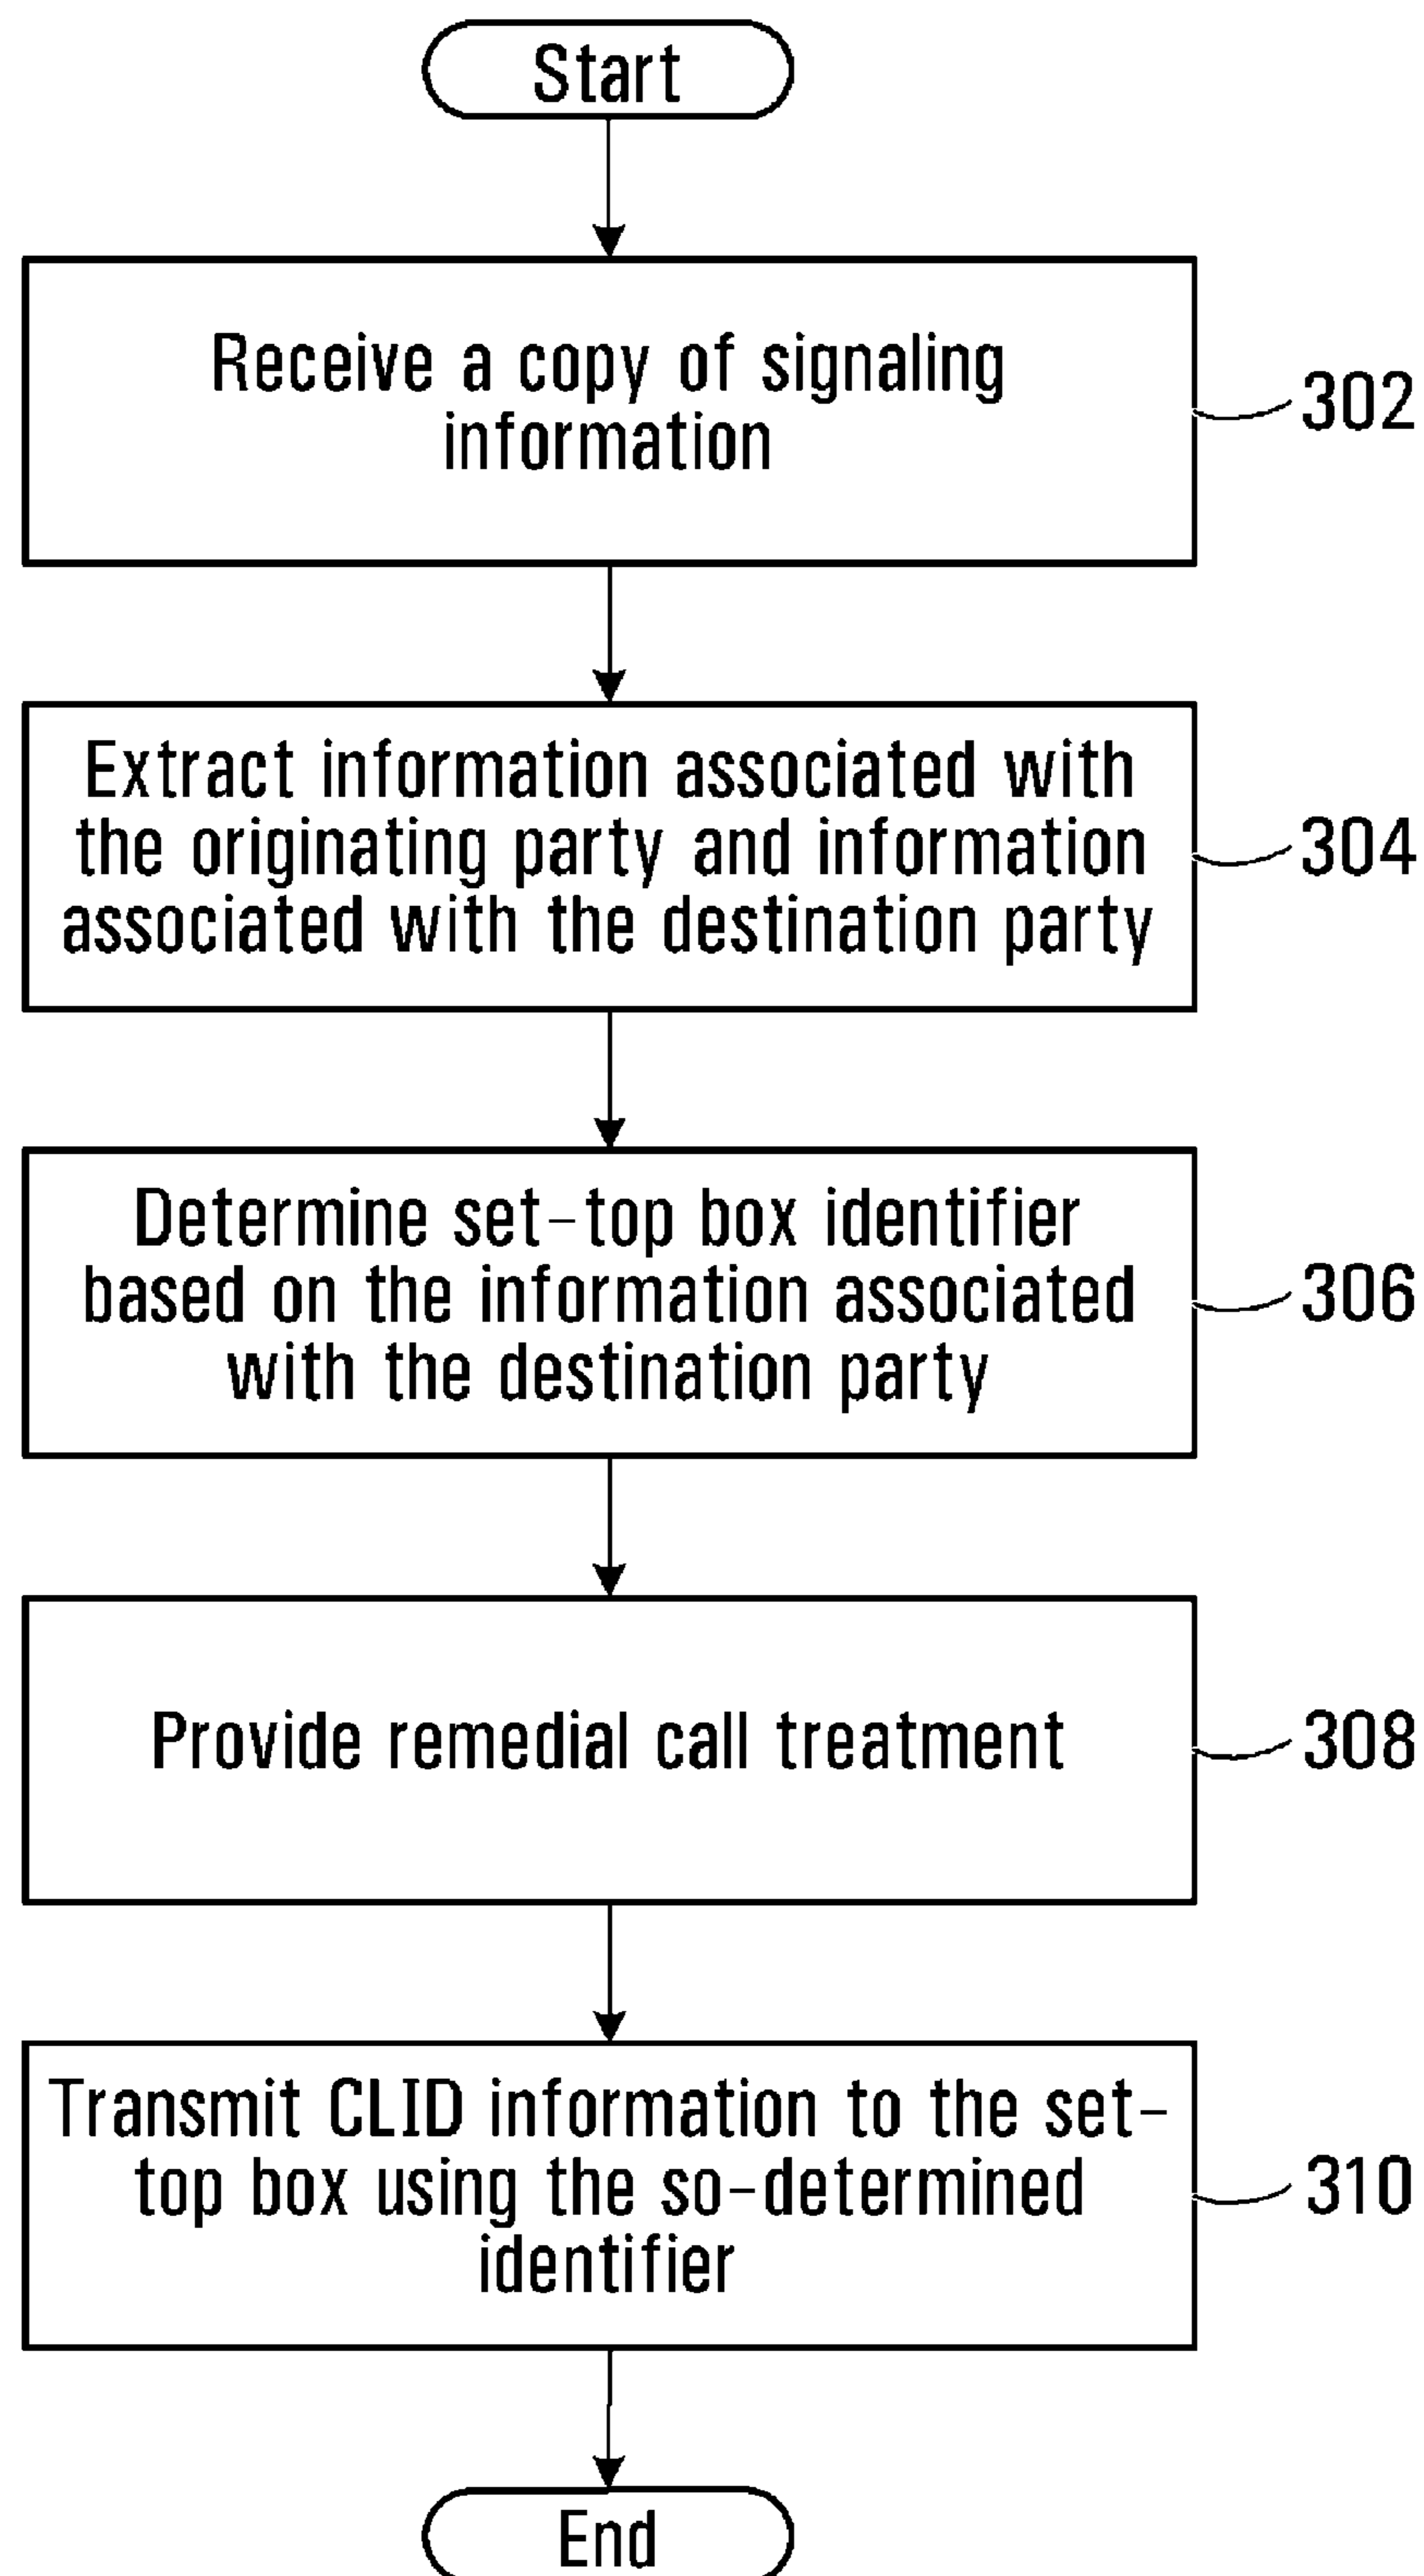 Start
Receive a copy of signaling
information
302
Extract information associated with
the originating party and information
associated with the destination party
304
Determine set-top box identifier
based on the information associated
with the destination party
306
Provide remedial call treatment
308
Transmit CLID information to the set-
top box using the so-determined
identifier
310
End